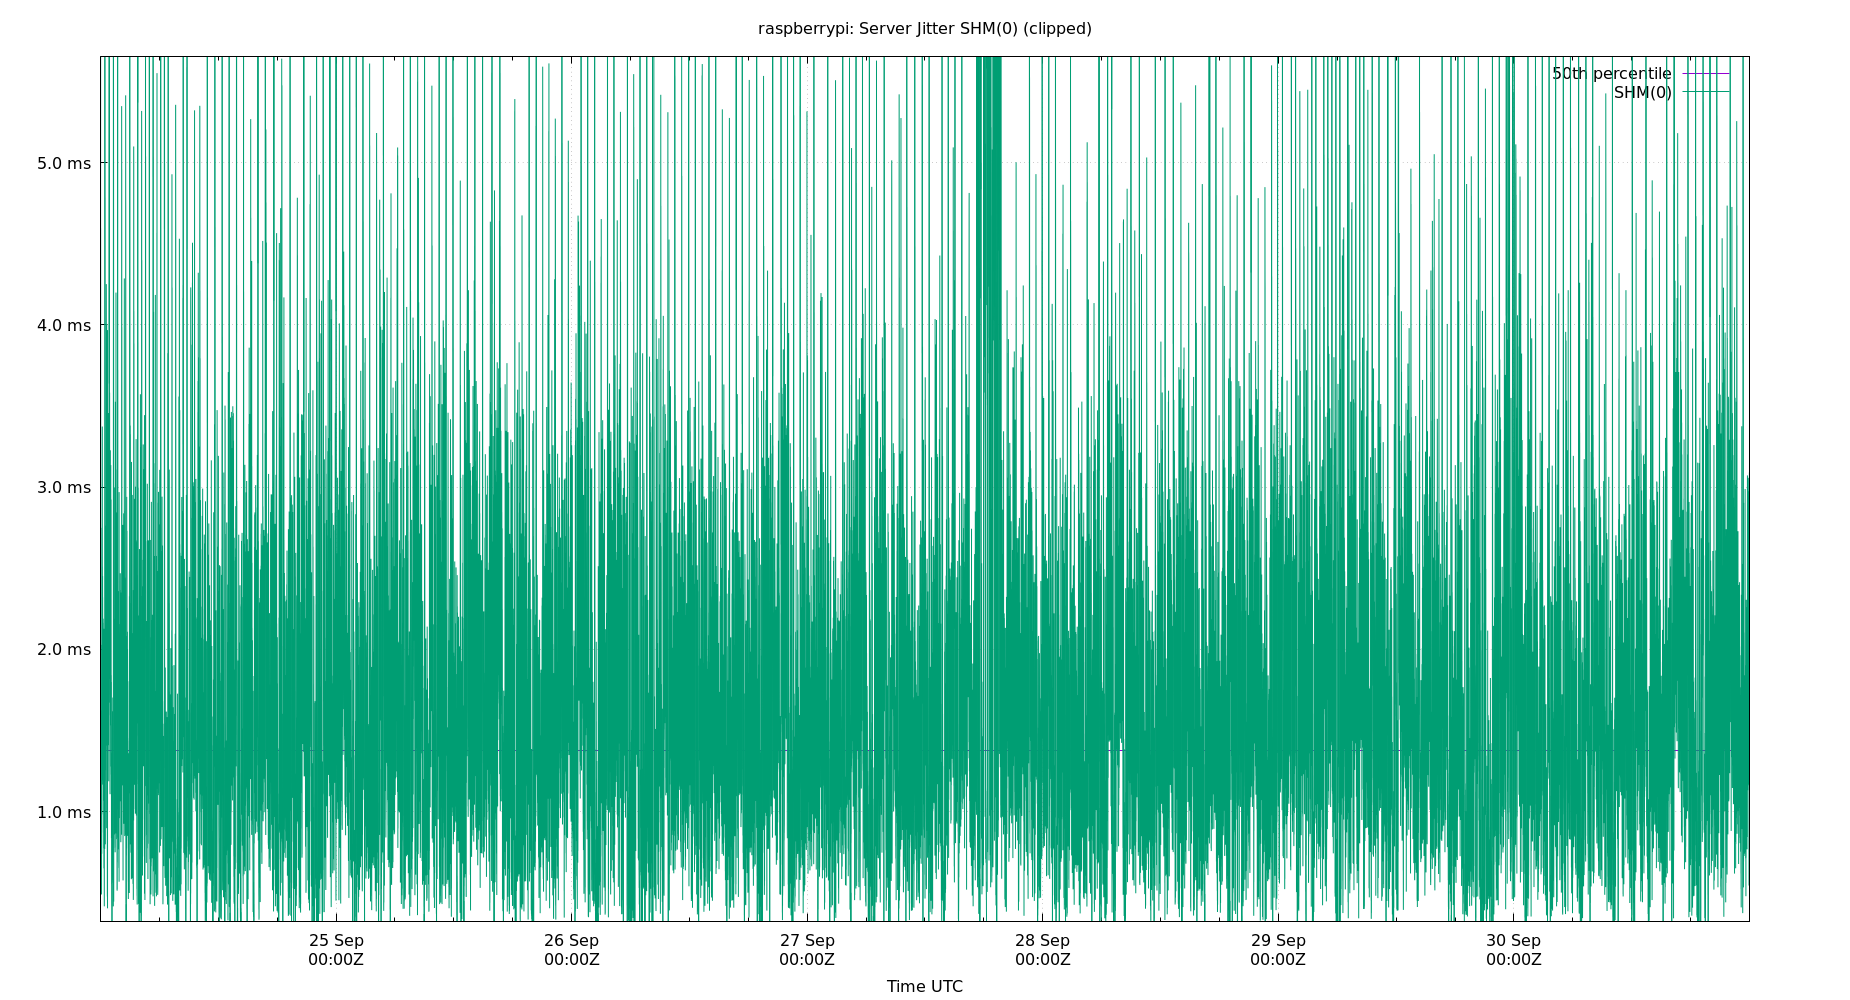 raspberrypi: Server Jitter SHM(0) (clipped)
50th percentile
SHM(0)
5.0 ms
4.0 ms
3.0 ms
2.0 ms
1.0 ms
25 Sep 26 Sep 27 Sep 28 Sep 29 Sep 30 Sep
00:00Z 00:00Z 00:00Z 00:00Z 00:00Z 00:00Z
Time UTC